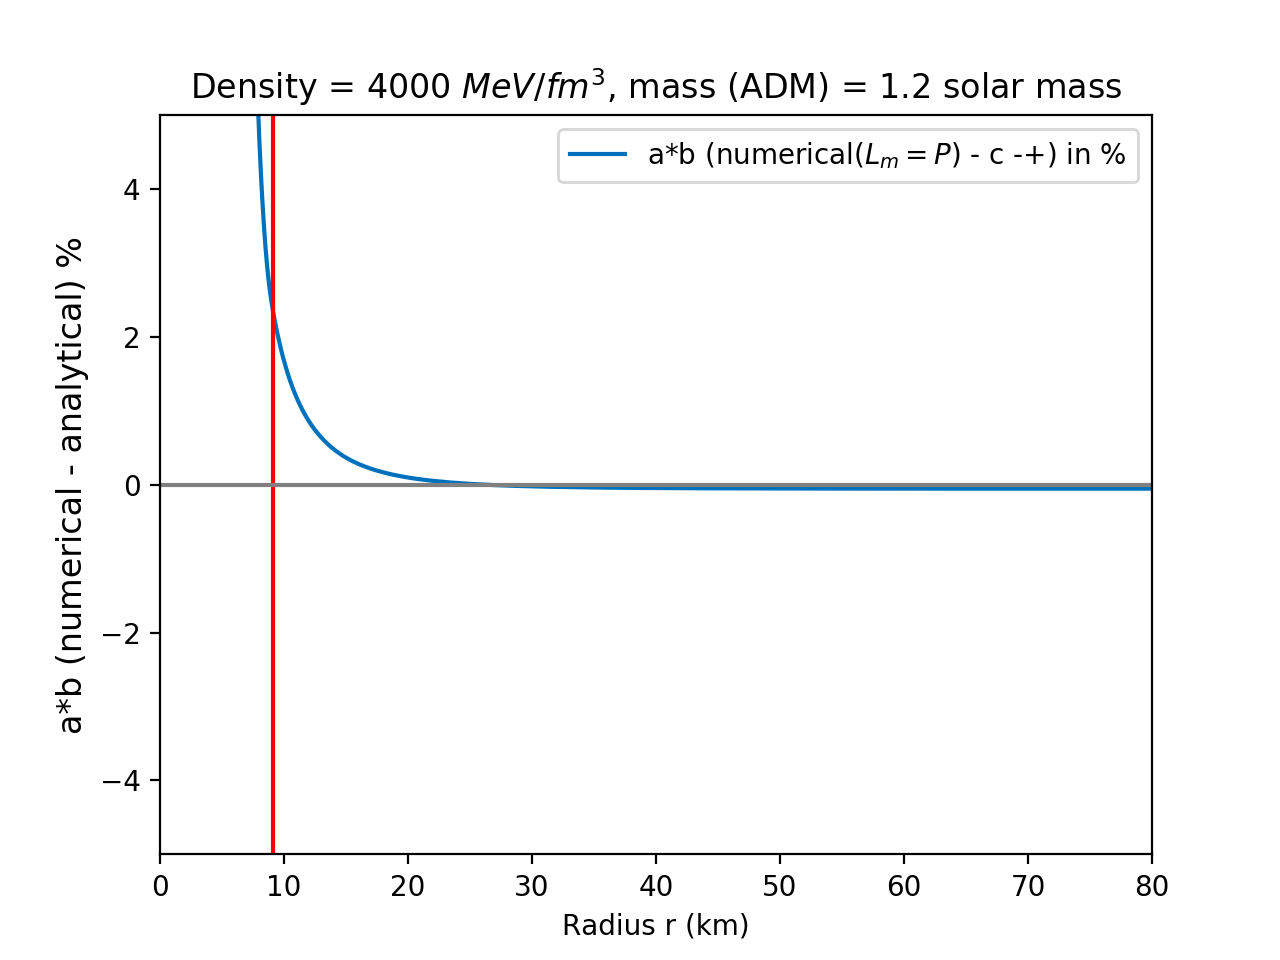 Density = 4000 MeV/fm³, mass (ADM) = 1.2 solar mass
a*b (numerical(Lₘ = P) - c -+) in %
a*b (numerical - analytical) %
4
2
0
−2
−4
0 10 20 30 40 50 60 70 80
Radius r (km)